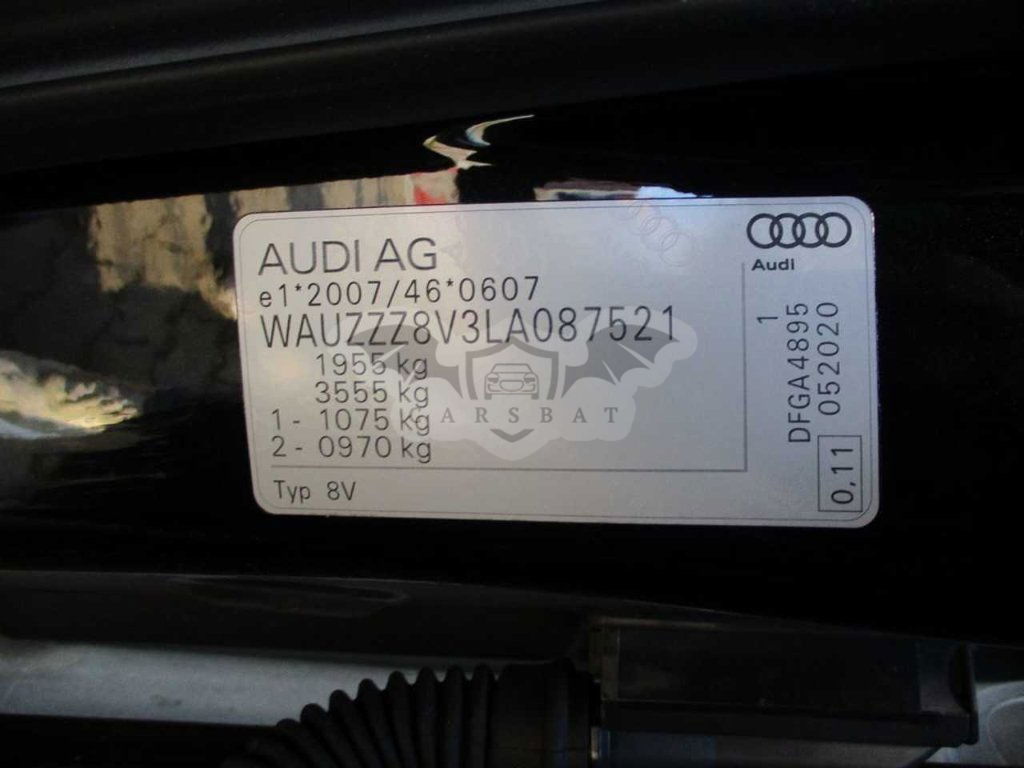 AUDI AG
e1*2007/46*0607
WAUZZZ8V3LA087521
1955 kg
3555 kg
1 - 1075 kg
2 - 0970 kg
Typ 8V
Audi
1
DFGA4895
052020
0,11
ARSBAT